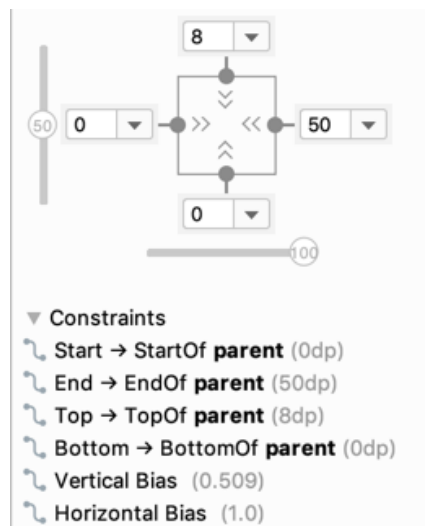 8
50
0
50
0
100
Constraints
Start → StartOf parent (0dp)
End → EndOf parent (50dp)
Top → TopOf parent (8dp)
Bottom → BottomOf parent (0dp)
Vertical Bias (0.509)
Horizontal Bias (1.0)